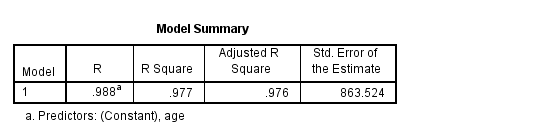 Model Summary
Model R R Square Adjusted R Square Std. Error of the Estimate
1 .988a .977 .976 863.524
a. Predictors: (Constant), age